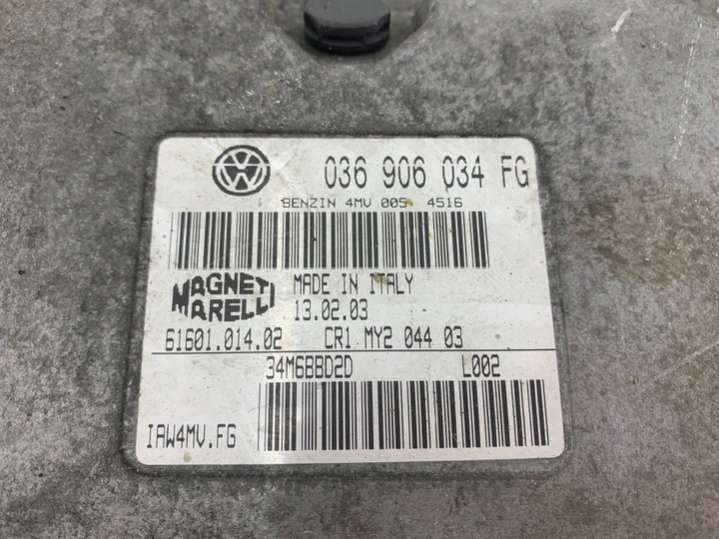 036 906 034 FG
BENZIN 4MV 005 4516
MAGNETI MARELLI
MADE IN ITALY
13.02.03
61601.014.02 CR1 MY2 044 03
34M6BBD2D L002
IAW4MV.FG